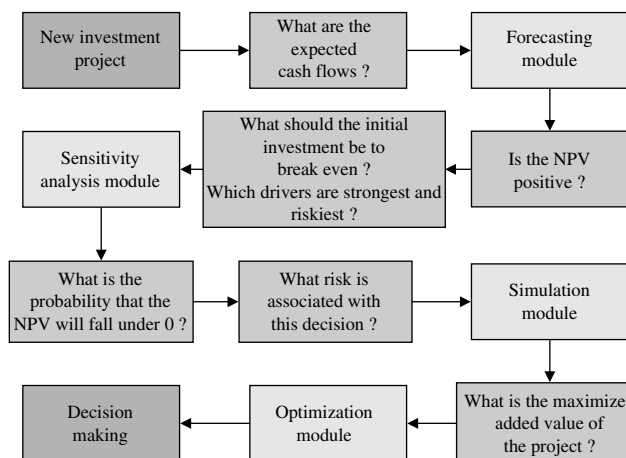 New investment
project
What are the
expected
cash flows ?
Forecasting
module
Is the NPV
positive ?
What should the initial
investment be to
break even ?
Which drivers are strongest and
riskiest ?
Sensitivity
analysis module
What is the
probability that the
NPV will fall under 0 ?
What risk is
associated with
this decision ?
Simulation
module
What is the maximize
added value of
the project ?
Optimization
module
Decision
making